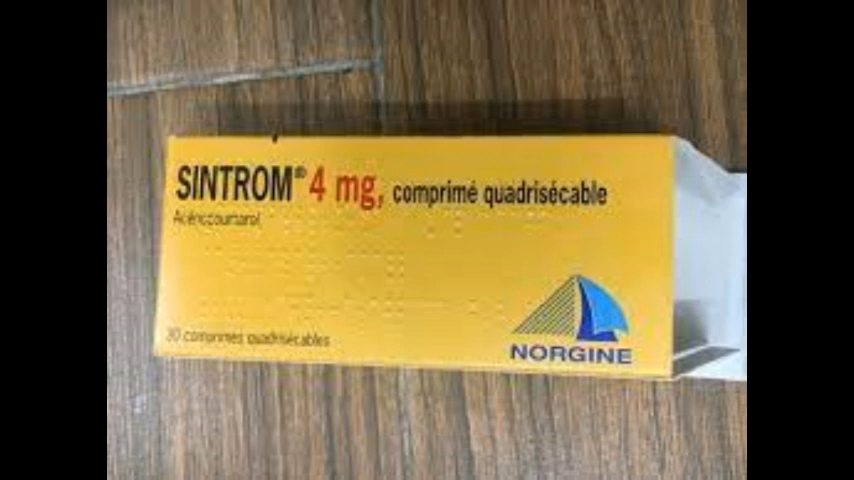 SINTROM® 4 mg, comprimé quadrisécable
Acénocoumarol
30 comprimés quadrisécables
NORGINE